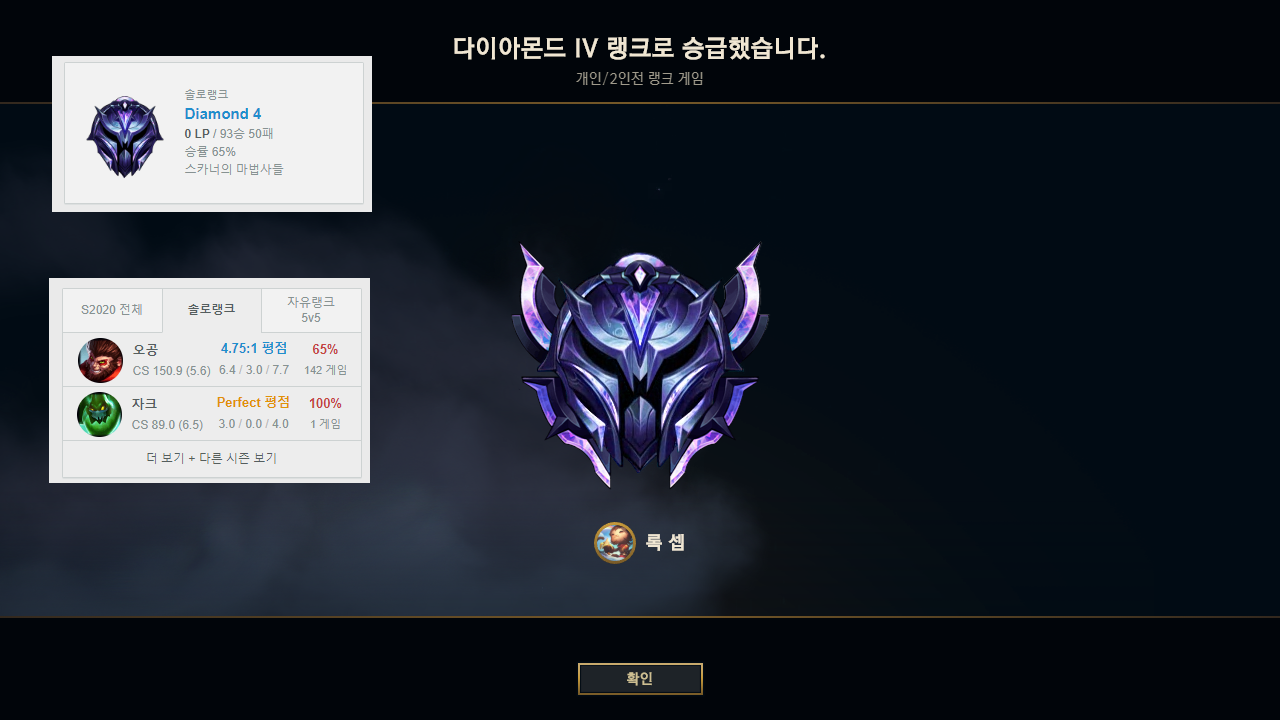 다이아몬드 IV 랭크로 승급했습니다.
개인/2인전 랭크 게임
솔로랭크
Diamond 4
0 LP / 93승 50패
승률 65%
스카너의 마법사들
S2020 전체
솔로랭크
자유랭크
5v5
오공
4.75:1 평점
65%
CS 150.9 (5.6)
6.4 / 3.0 / 7.7
142 게임
자크
Perfect 평점
100%
CS 89.0 (6.5)
3.0 / 0.0 / 4.0
1 게임
더 보기 + 다른 시즌 보기
록 셉
확인